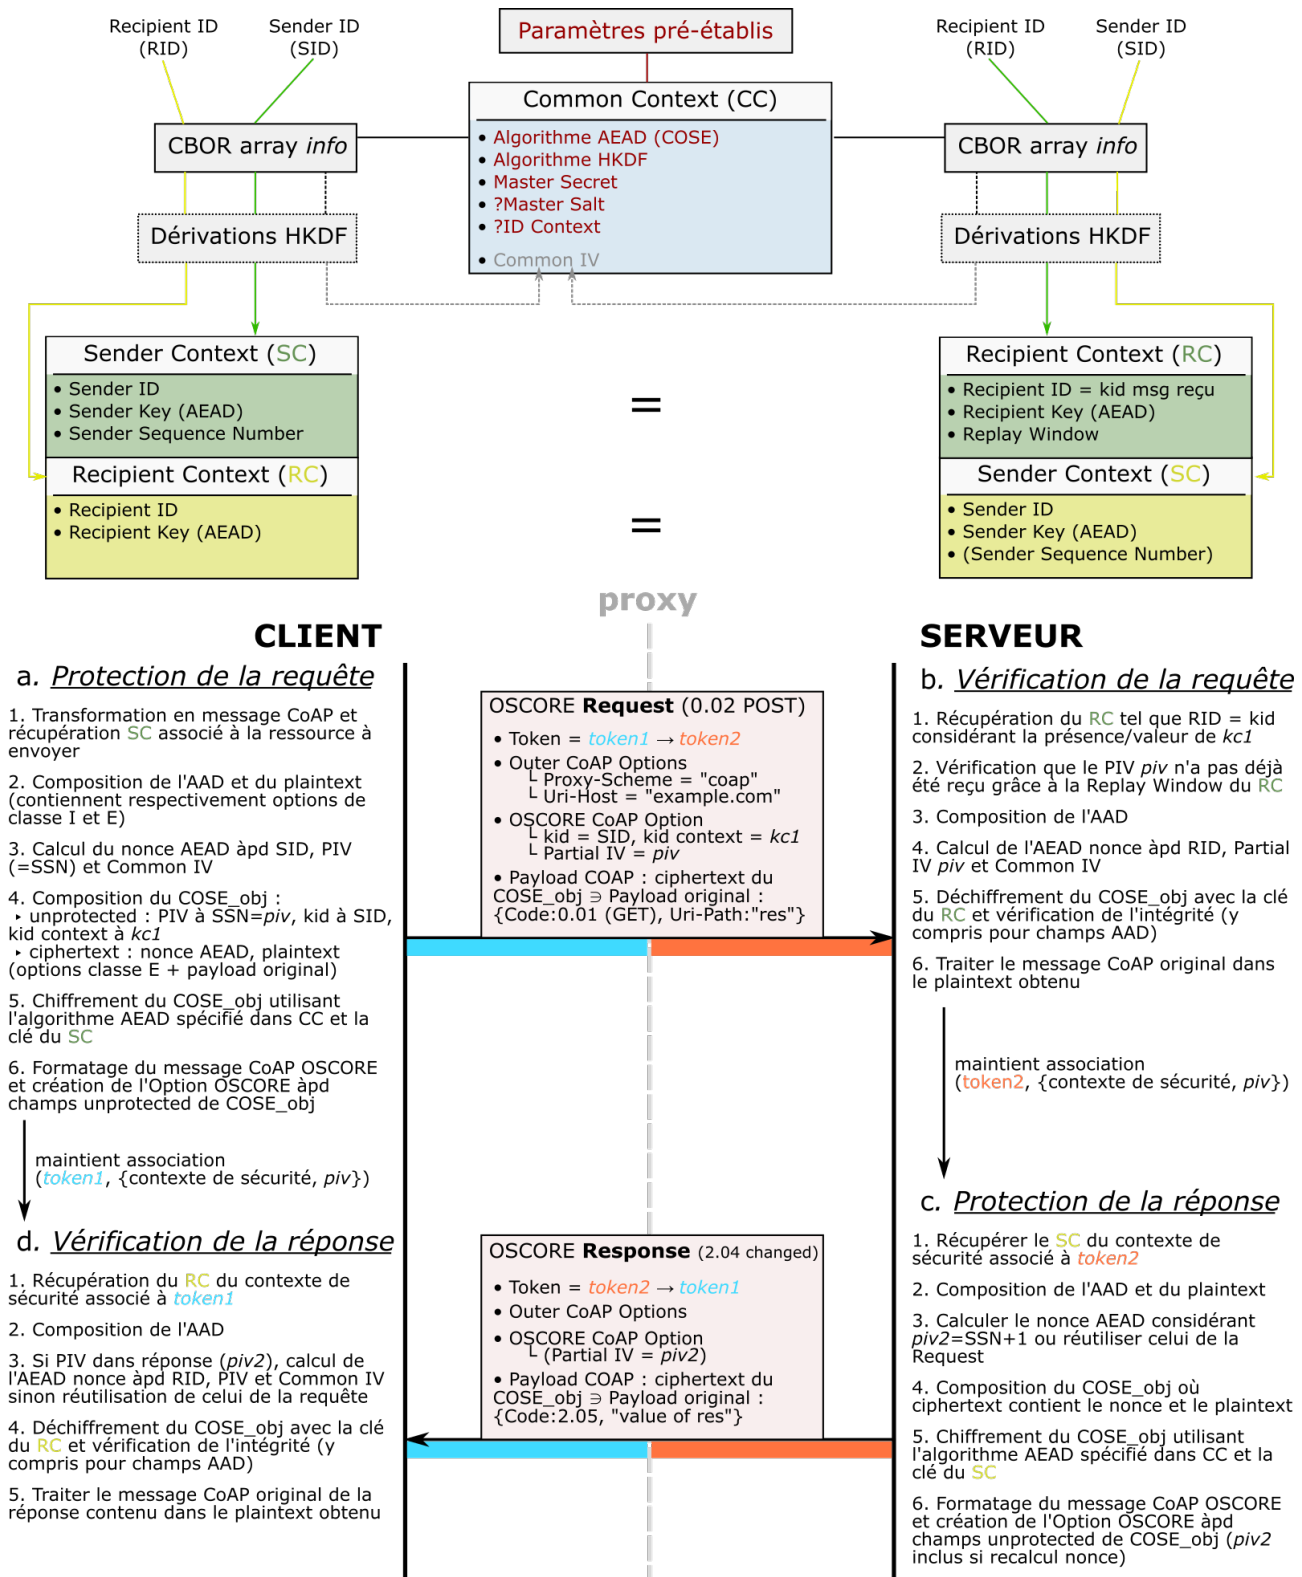 Paramètres pré-établis
Recipient ID
(RID)
Sender ID
(SID)
Recipient ID
(RID)
Sender ID
(SID)
Common Context (CC)
• Algorithme AEAD (COSE)
• Algorithme HKDF
• Master Secret
• ?Master Salt
• ?ID Context
• Common IV
CBOR array info
CBOR array info
Dérivations HKDF
Dérivations HKDF
Sender Context (SC)
• Sender ID
• Sender Key (AEAD)
• Sender Sequence Number
Recipient Context (RC)
• Recipient ID
• Recipient Key (AEAD)
=
=
Recipient Context (RC)
• Recipient ID = kid msg reçu
• Recipient Key (AEAD)
• Replay Window
Sender Context (SC)
• Sender ID
• Sender Key (AEAD)
• (Sender Sequence Number)
proxy
CLIENT
SERVEUR
a. Protection de la requête
1. Transformation en message CoAP et
récupération SC associé à la ressource à
envoyer
2. Composition de l'AAD et du plaintext
(contiennent respectivement options de
classe I et E)
3. Calcul du nonce AEAD àpd SID, PIV
(=SSN) et Common IV
4. Composition du COSE_obj :
‣ unprotected : PIV à SSN=piv, kid à SID,
kid context à kc1
‣ ciphertext : nonce AEAD, plaintext
(options classe E + payload original)
5. Chiffrement du COSE_obj utilisant
l'algorithme AEAD spécifié dans CC et la
clé du SC
6. Formatage du message CoAP OSCORE
et création de l'Option OSCORE àpd
champs unprotected de COSE_obj
maintient association
(token1, {contexte de sécurité, piv})
OSCORE Request (0.02 POST)
• Token = token1 → token2
• Outer CoAP Options
└ Proxy-Scheme = "coap"
└ Uri-Host = "example.com"
• OSCORE CoAP Option
└ kid = SID, kid context = kc1
└ Partial IV = piv
• Payload COAP : ciphertext du
COSE_obj ∋ Payload original :
{Code:0.01 (GET), Uri-Path:"res"}
b. Vérification de la requête
1. Récupération du RC tel que RID = kid
considérant la présence/valeur de kc1
2. Vérification que le PIV piv n'a pas déjà
été reçu grâce à la Replay Window du RC
3. Composition de l'AAD
4. Calcul de l'AEAD nonce àpd RID, Partial
IV piv et Common IV
5. Déchiffrement du COSE_obj avec la clé
du RC et vérification de l'intégrité (y
compris pour champs AAD)
6. Traiter le message CoAP original dans
le plaintext obtenu
maintient association
(token2, {contexte de sécurité, piv})
c. Protection de la réponse
1. Récupérer le SC du contexte de
sécurité associé à token2
2. Composition de l'AAD et du plaintext
3. Calculer le nonce AEAD considérant
piv2=SSN+1 ou réutiliser celui de la
Request
4. Composition du COSE_obj où
ciphertext contient le nonce et le plaintext
5. Chiffrement du COSE_obj utilisant
l'algorithme AEAD spécifié dans CC et la
clé du SC
6. Formatage du message CoAP OSCORE
et création de l'Option OSCORE àpd
champs unprotected de COSE_obj (piv2
inclus si recalcul nonce)
OSCORE Response (2.04 changed)
• Token = token2 → token1
• Outer CoAP Options
• OSCORE CoAP Option
└ (Partial IV = piv2)
• Payload COAP : ciphertext du
COSE_obj ∋ Payload original :
{Code:2.05, "value of res"}
d. Vérification de la réponse
1. Récupération du RC du contexte de
sécurité associé à token1
2. Composition de l'AAD
3. Si PIV dans réponse (piv2), calcul de
l'AEAD nonce àpd RID, PIV et Common IV
sinon réutilisation de celui de la requête
4. Déchiffrement du COSE_obj avec la clé
du RC et vérification de l'intégrité (y
compris pour champs AAD)
5. Traiter le message CoAP original de la
réponse contenu dans le plaintext obtenu